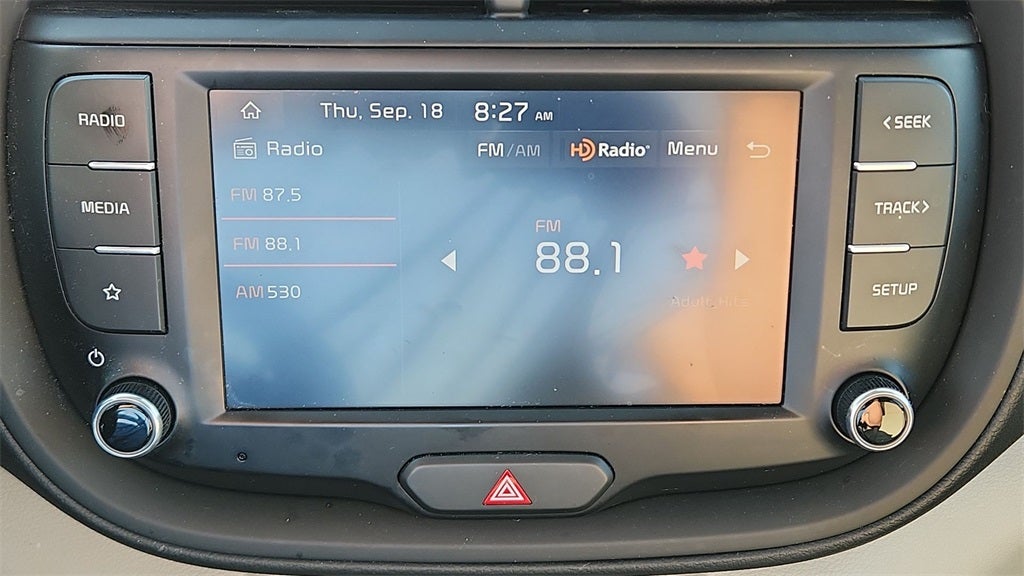 Thu, Sep. 18 8:27 AM
Radio FM/AM HD Radio Menu
FM 87.5
FM 88.1
AM 530
FM
88.1
Adult Hits
RADIO
MEDIA
< SEEK
TRACK >
SETUP